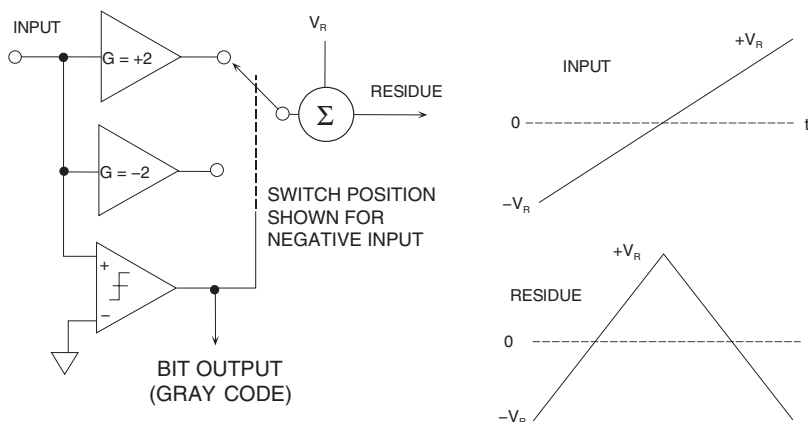 INPUT
G = +2
V_R
Σ
RESIDUE
G = −2
SWITCH POSITION
SHOWN FOR
NEGATIVE INPUT
+
−
BIT OUTPUT
(GRAY CODE)
+V_R
INPUT
0
t
−V_R
+V_R
RESIDUE
0
−V_R